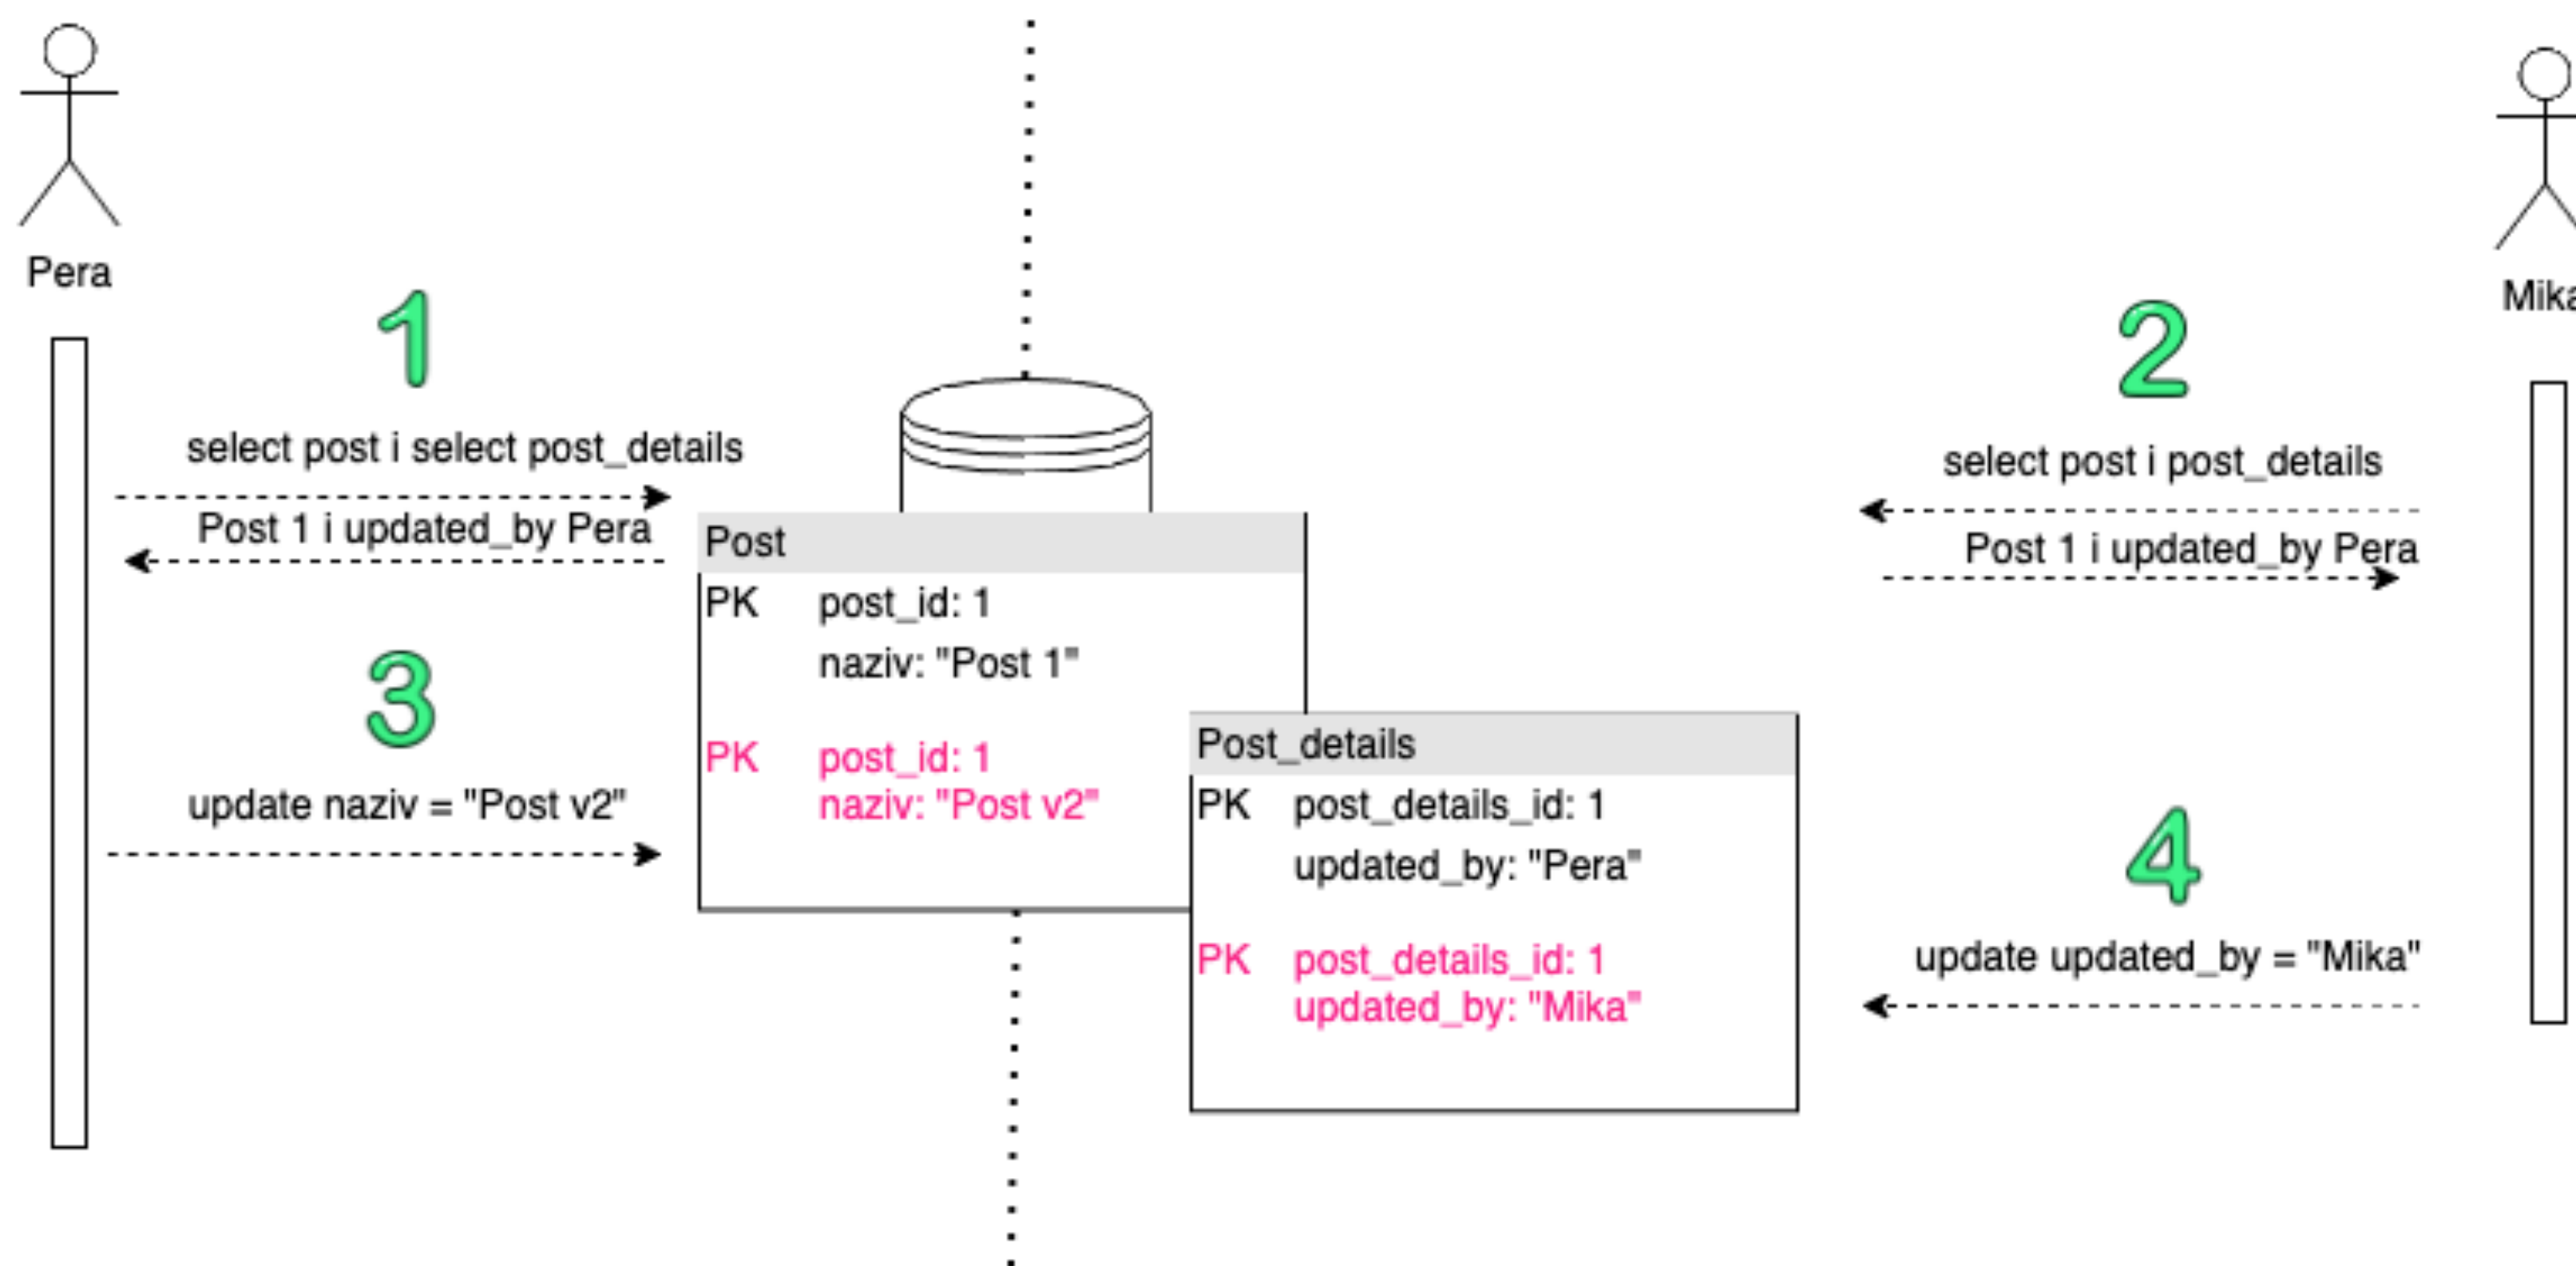 Pera
Mika
1
2
select post i select post_details
select post i post_details
Post 1 i updated_by Pera
Post 1 i updated_by Pera
Post
PK post_id: 1
naziv: "Post 1"
PK post_id: 1
naziv: "Post v2"
3
update naziv = "Post v2"
Post_details
PK post_details_id: 1
updated_by: "Pera"
PK post_details_id: 1
updated_by: "Mika"
4
update updated_by = "Mika"